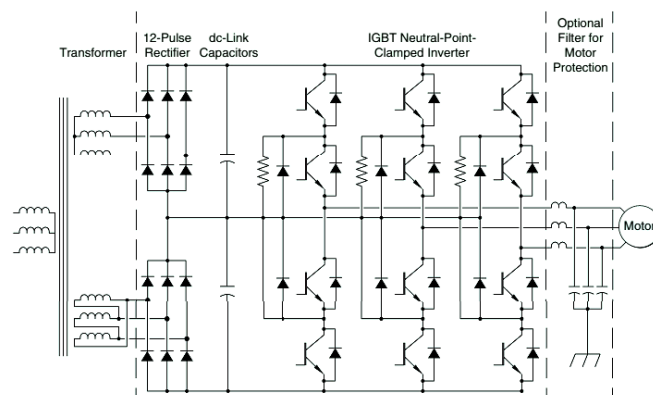 Transformer
12-Pulse
Rectifier
dc-Link
Capacitors
IGBT Neutral-Point-
Clamped Inverter
Optional
Filter for
Motor
Protection
Motor